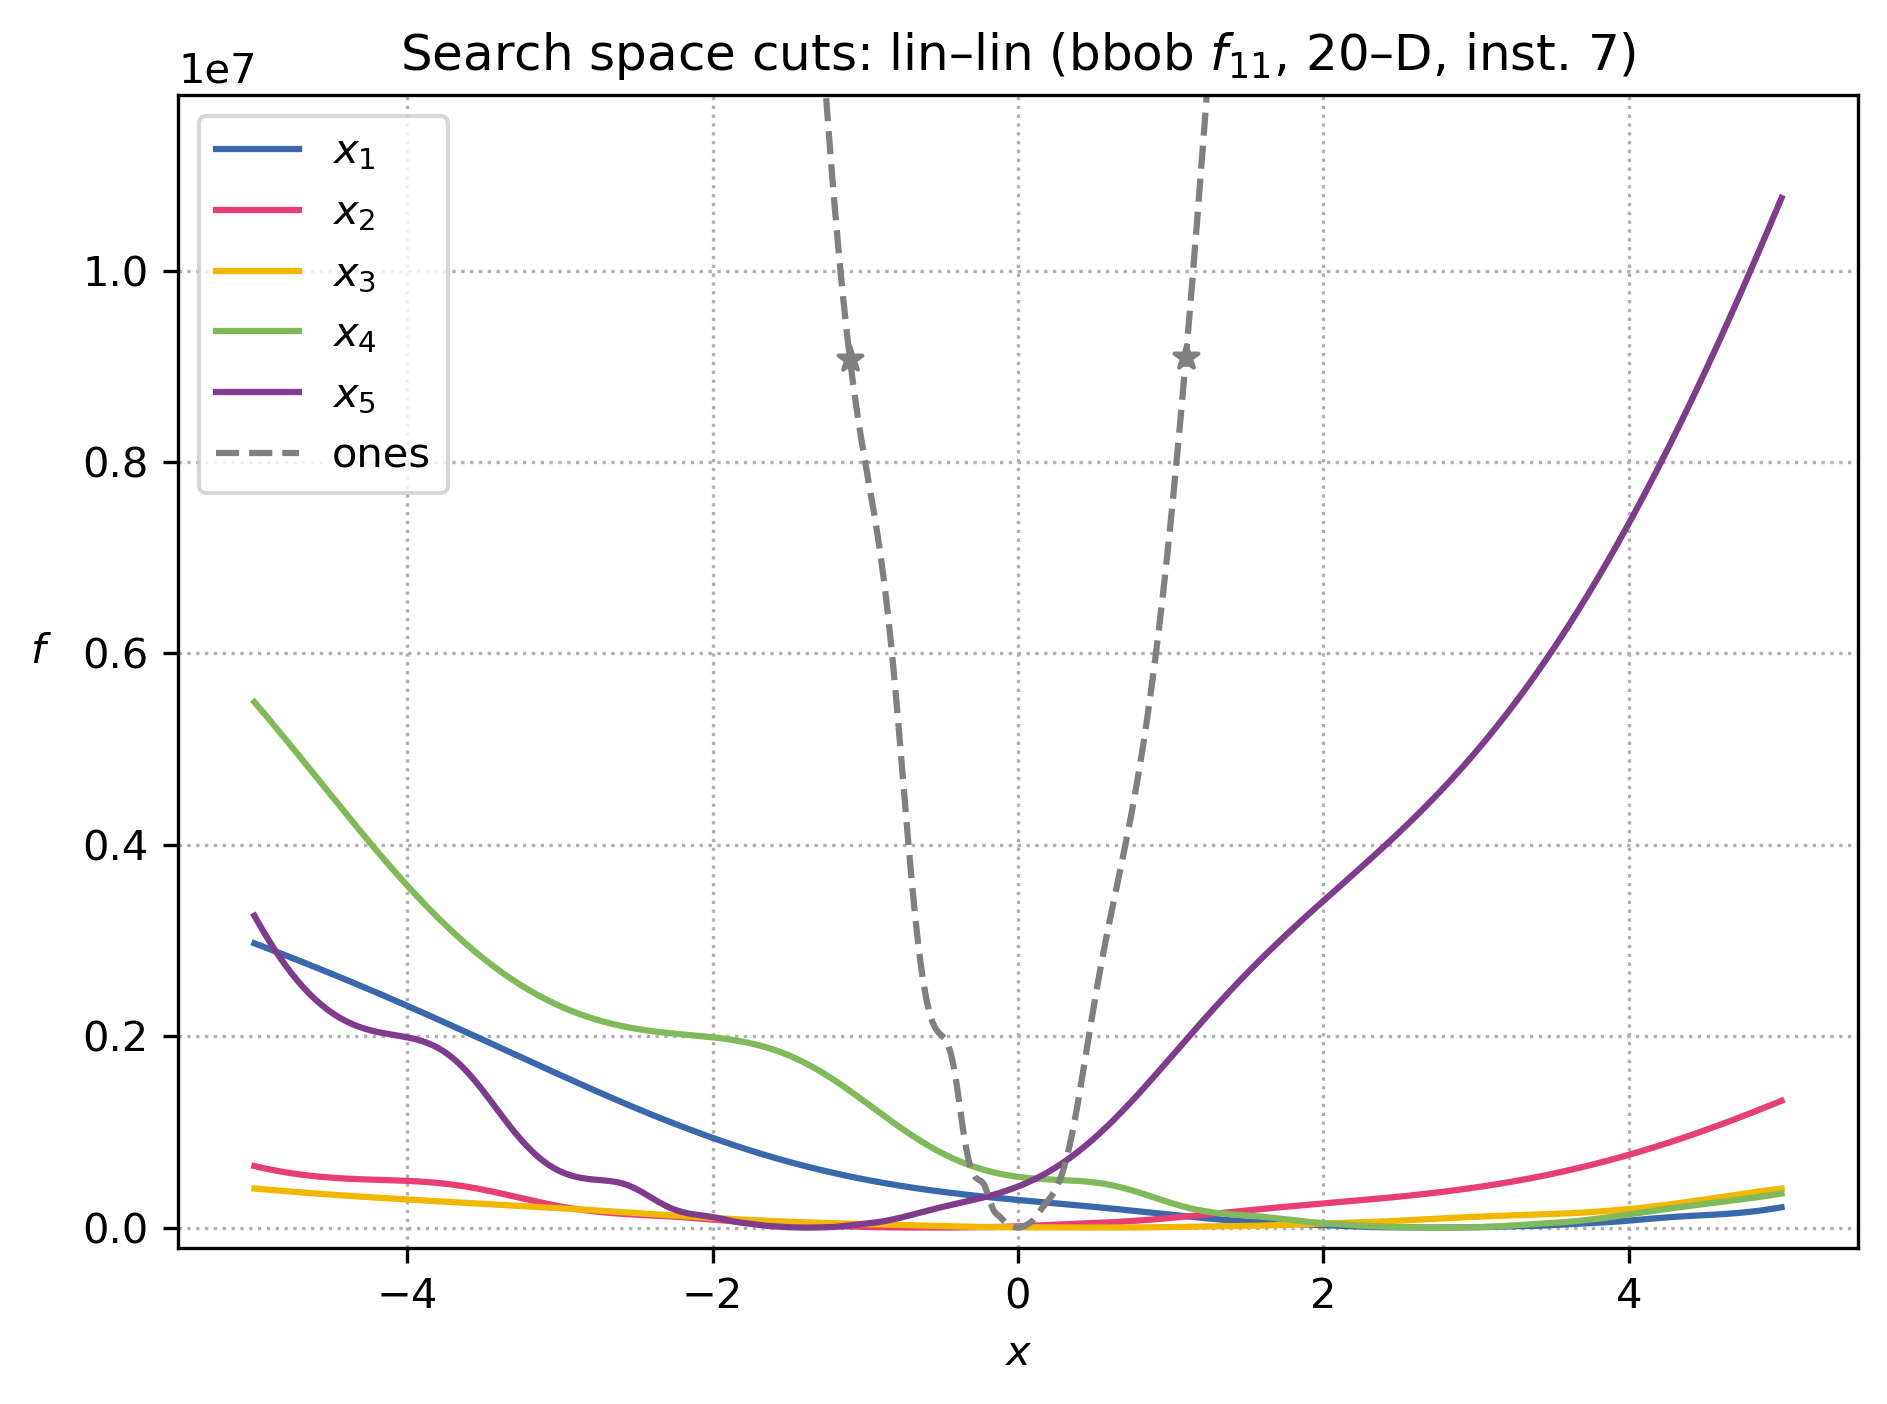 Search space cuts: lin–lin (bbob f₁₁, 20–D, inst. 7)
1e7
x₁
x₂
x₃
x₄
x₅
ones
1.0
0.8
0.6
0.4
0.2
0.0
f
−4 −2 0 2 4
x